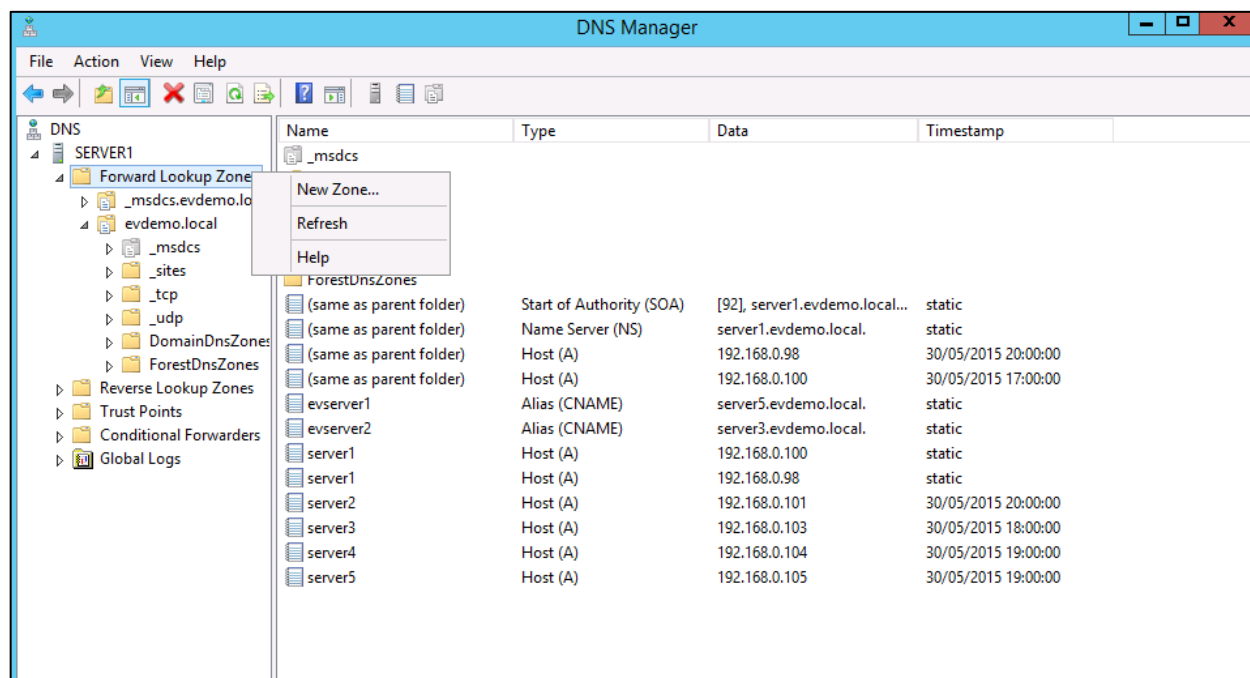 DNS Manager
File Action View Help
DNS
SERVER1
Forward Lookup Zone
_msdcs.evdemo.lo
evdemo.local
_msdcs
_sites
_tcp
_udp
DomainDnsZones
ForestDnsZones
Reverse Lookup Zones
Trust Points
Conditional Forwarders
Global Logs
New Zone...
Refresh
Help
Name Type Data Timestamp
_msdcs
ForestDnsZones
(same as parent folder) Start of Authority (SOA) [92], server1.evdemo.local... static
(same as parent folder) Name Server (NS) server1.evdemo.local. static
(same as parent folder) Host (A) 192.168.0.98 30/05/2015 20:00:00
(same as parent folder) Host (A) 192.168.0.100 30/05/2015 17:00:00
evserver1 Alias (CNAME) server5.evdemo.local. static
evserver2 Alias (CNAME) server3.evdemo.local. static
server1 Host (A) 192.168.0.100 static
server1 Host (A) 192.168.0.98 static
server2 Host (A) 192.168.0.101 30/05/2015 20:00:00
server3 Host (A) 192.168.0.103 30/05/2015 18:00:00
server4 Host (A) 192.168.0.104 30/05/2015 19:00:00
server5 Host (A) 192.168.0.105 30/05/2015 19:00:00